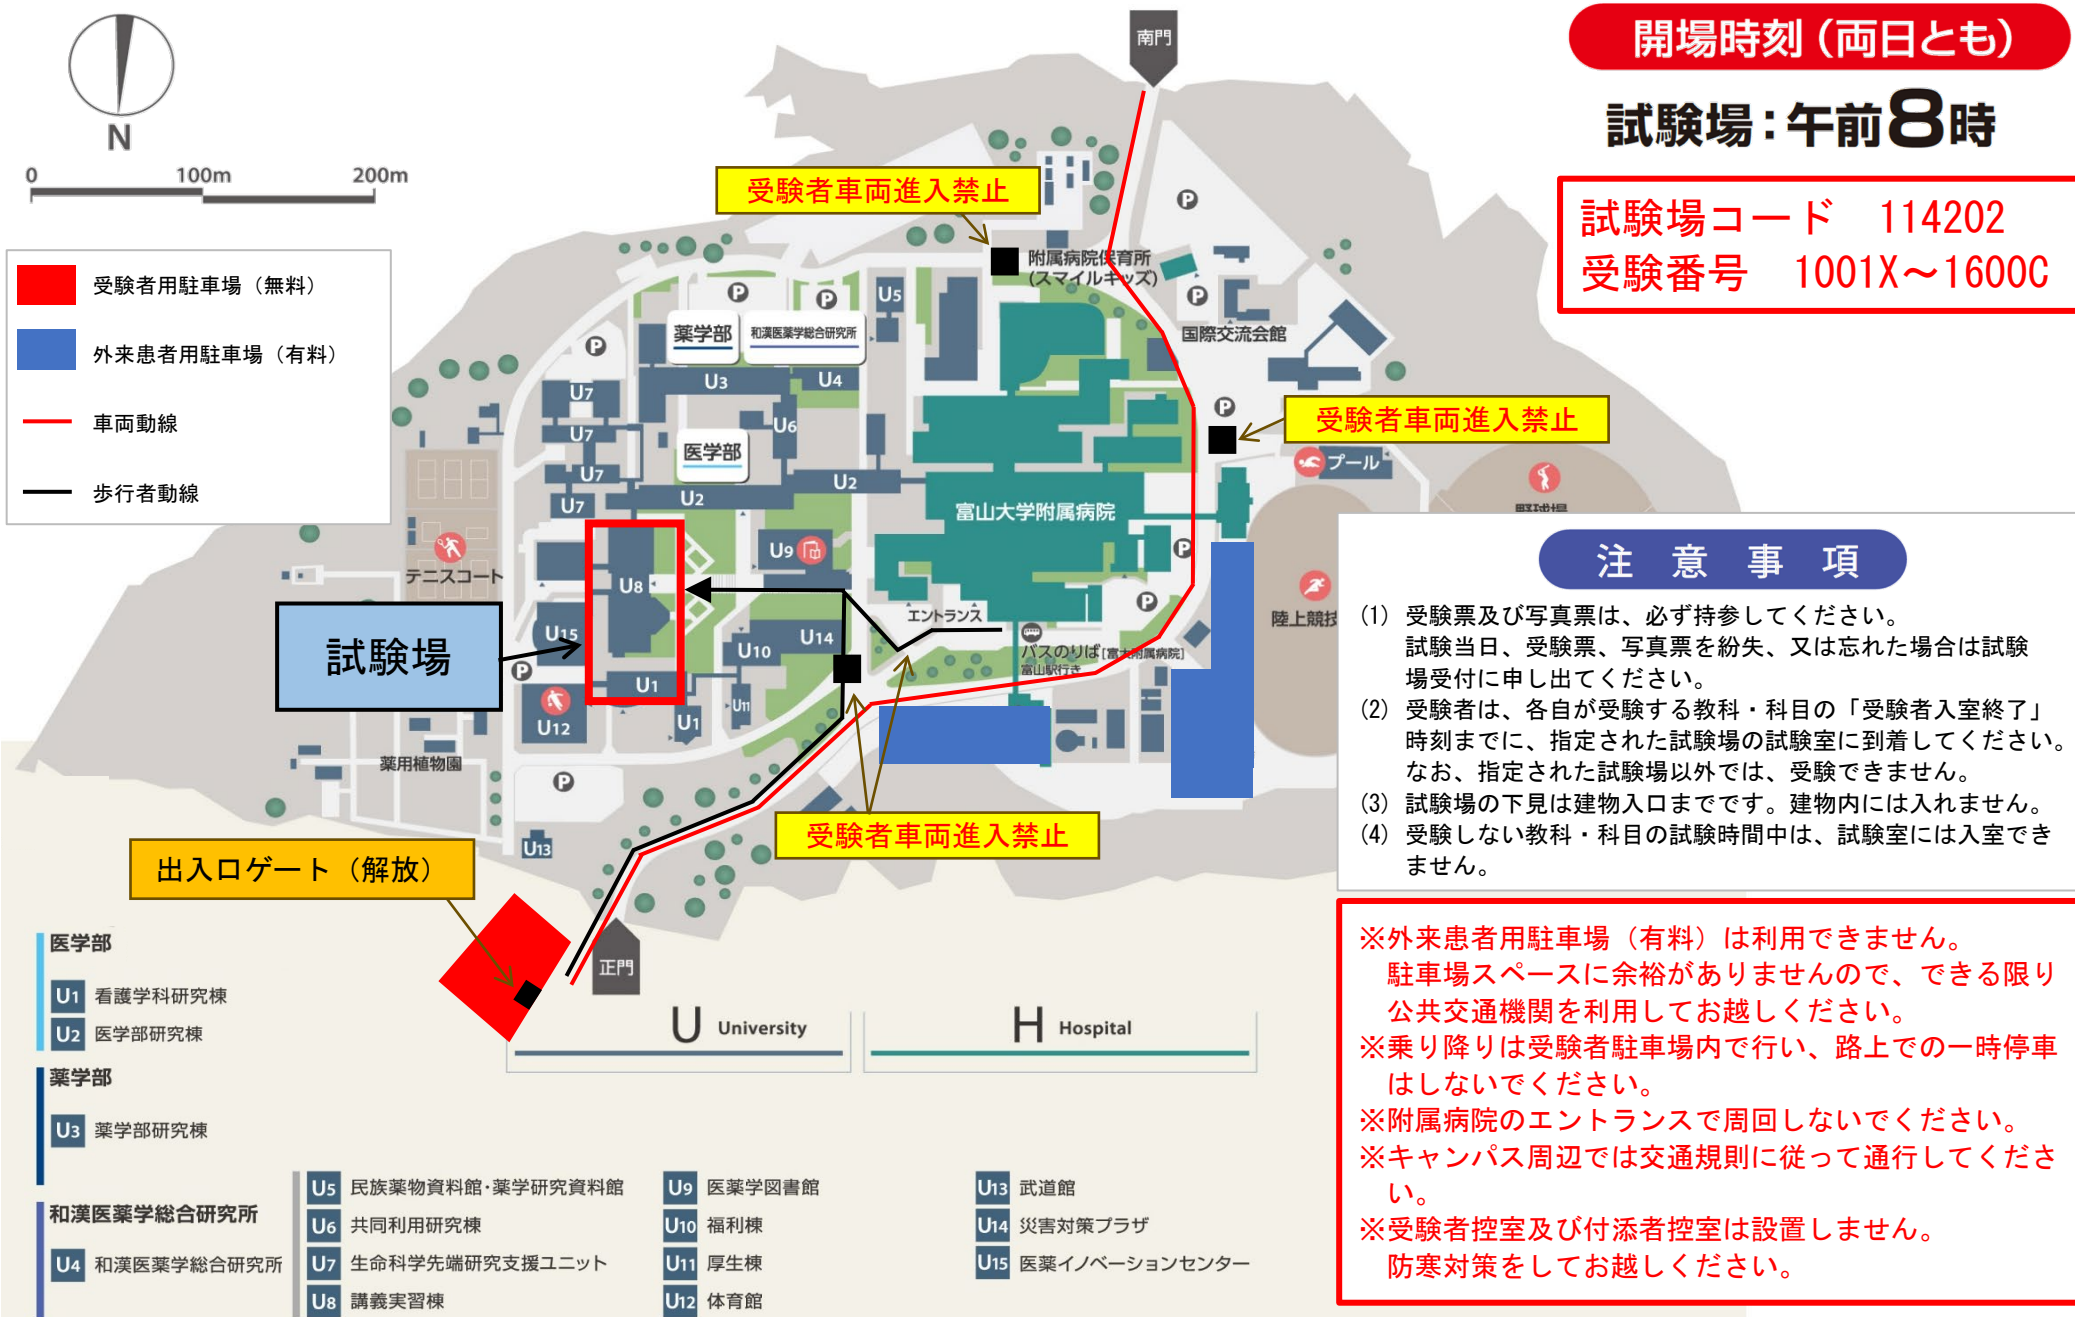 N
0 100m 200m
受験者用駐車場（無料）
外来患者用駐車場（有料）
車両動線
歩行者動線
南門
開場時刻（両日とも）
試験場：午前8時
試験場コード 114202
受験番号 1001X～1600C
受験者車両進入禁止
附属病院保育所
(スマイルキッズ)
P
P
国際交流会館
P
P
U5
薬学部
和漢医薬学総合研究所
P
U3
U4
U7
U6
P
受験者車両進入禁止
U7
医学部
プール
U7
U2
U2
U7
富山大学附属病院
野球場
テニスコート
U9
P
U8
エントランス
P
陸上競技
試験場
U15
U14
U10
バスのりば[富大附属病院]
富山駅行き
P
U1
U11
U12
U1
薬用植物園
P
受験者車両進入禁止
U13
出入口ゲート（解放）
正門
注意事項
(1) 受験票及び写真票は、必ず持参してください。
試験当日、受験票、写真票を紛失、又は忘れた場合は試験
場受付に申し出てください。
(2) 受験者は、各自が受験する教科・科目の「受験者入室終了」
時刻までに、指定された試験場の試験室に到着してください。
なお、指定された試験場以外では、受験できません。
(3) 試験場の下見は建物入口までです。建物内には入れません。
(4) 受験しない教科・科目の試験時間中は、試験室には入室でき
ません。
※外来患者用駐車場（有料）は利用できません。
駐車場スペースに余裕がありませんので、できる限り
公共交通機関を利用してお越しください。
※乗り降りは受験者駐車場内で行い、路上での一時停車
はしないでください。
※附属病院のエントランスで周回しないでください。
※キャンパス周辺では交通規則に従って通行してくださ
い。
※受験者控室及び付添者控室は設置しません。
防寒対策をしてお越しください。
U University
H Hospital
医学部
U1 看護学科研究棟
U2 医学部研究棟
薬学部
U3 薬学部研究棟
和漢医薬学総合研究所
U4 和漢医薬学総合研究所
U5 民族薬物資料館・薬学研究資料館
U6 共同利用研究棟
U7 生命科学先端研究支援ユニット
U8 講義実習棟
U9 医薬学図書館
U10 福利棟
U11 厚生棟
U12 体育館
U13 武道館
U14 災害対策プラザ
U15 医薬イノベーションセンター